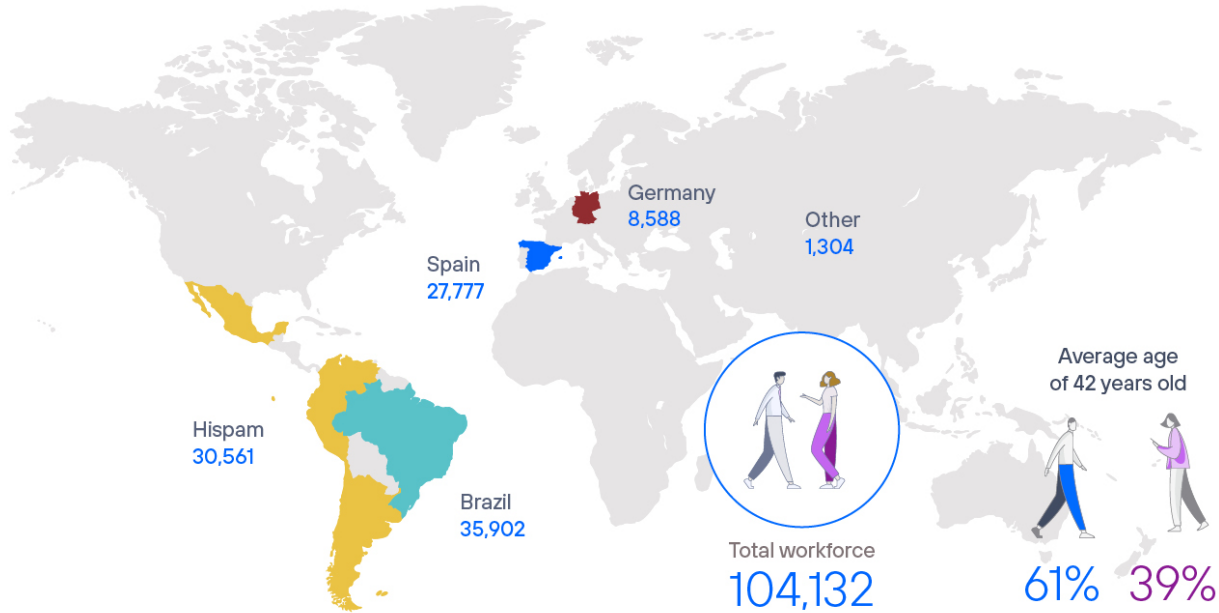 Germany
8,588
Other
1,304
Spain
27,777
Average age
of 42 years old
Hispam
30,561
Brazil
35,902
Total workforce
104,132
61% 39%